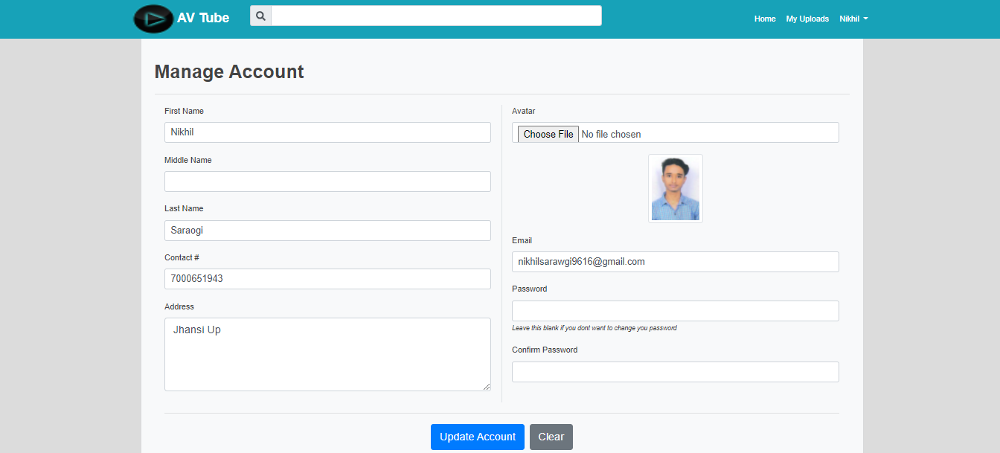 AV Tube
Home My Uploads Nikhil
Manage Account
First Name
Nikhil
Middle Name
Last Name
Saraogi
Contact #
7000651943
Address
Jhansi Up
Avatar
Choose File No file chosen
Email
nikhilsarawgi9616@gmail.com
Password
Leave this blank if you dont want to change you password
Confirm Password
Update Account Clear